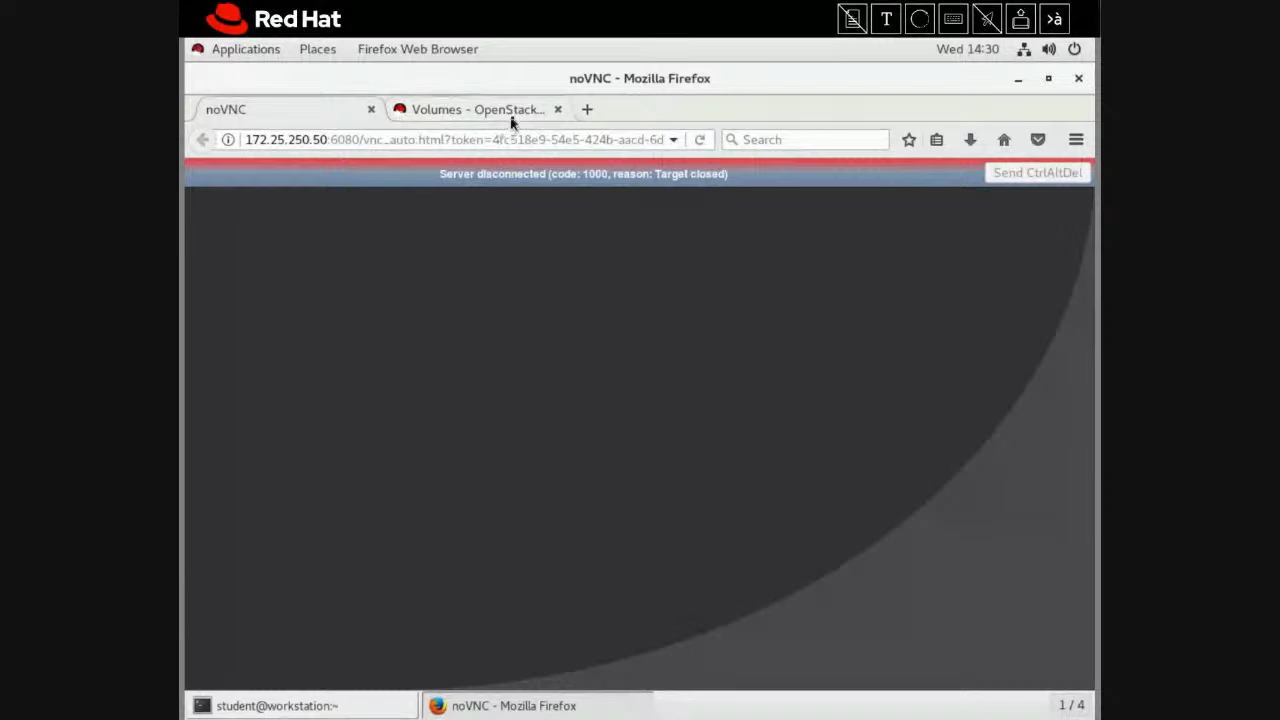 Red Hat
T
>à
Applications Places Firefox Web Browser Wed 14:30
noVNC - Mozilla Firefox
noVNC Volumes - OpenStack...
172.25.250.50:6080/vnc_auto.html?token=4fc518e9-54e5-424b-aacd-6d Search
Server disconnected (code: 1000, reason: Target closed) Send CtrlAltDel
student@workstation:~ noVNC - Mozilla Firefox 1 / 4